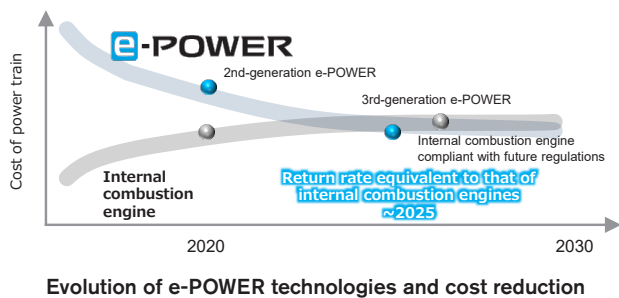 e-POWER
2nd-generation e-POWER
3rd-generation e-POWER
Internal combustion engine
compliant with future regulations
Cost of power train
Internal
combustion
engine
Return rate equivalent to that of
internal combustion engines
~2025
2020
2030
Evolution of e-POWER technologies and cost reduction